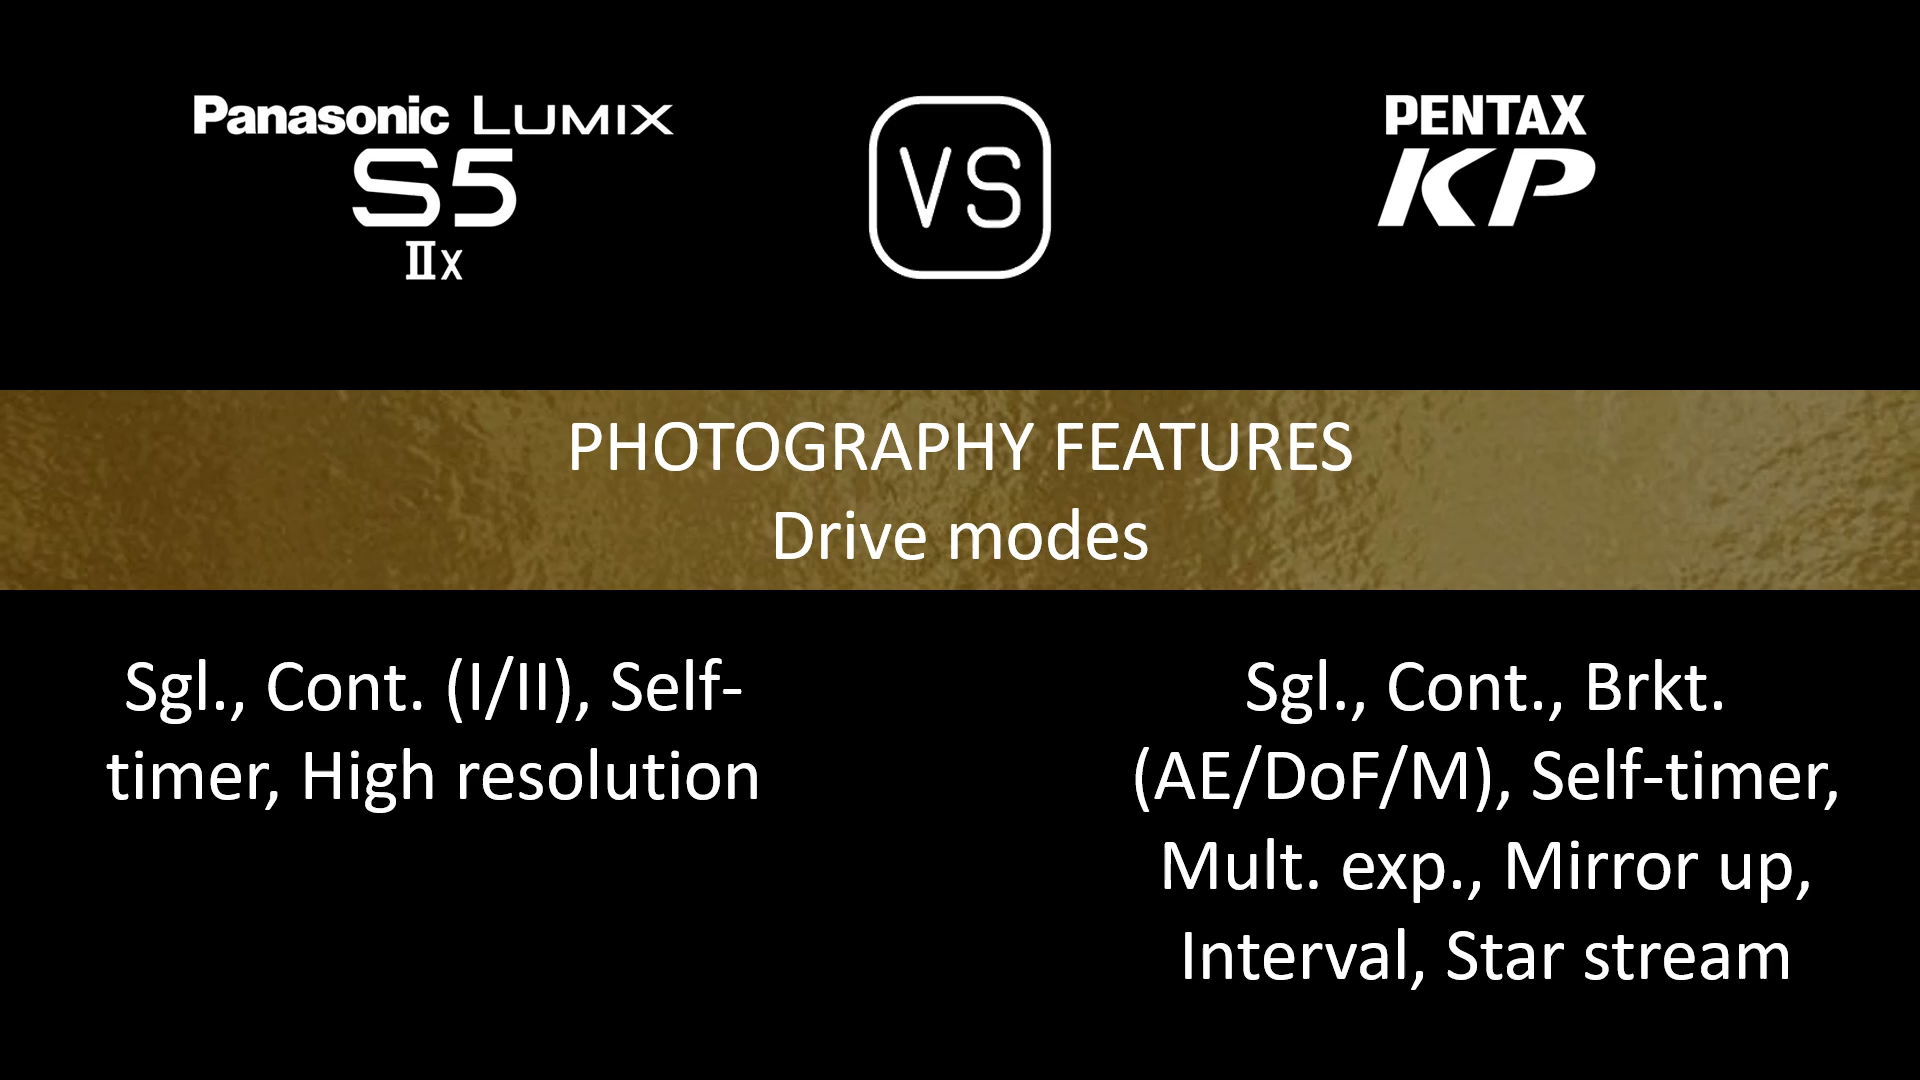 Panasonic LUMIX
S5
IIx
VS
PENTAX
KP
PHOTOGRAPHY FEATURES
Drive modes
Sgl., Cont. (I/II), Self-
timer, High resolution
Sgl., Cont., Brkt.
(AE/DoF/M), Self-timer,
Mult. exp., Mirror up,
Interval, Star stream